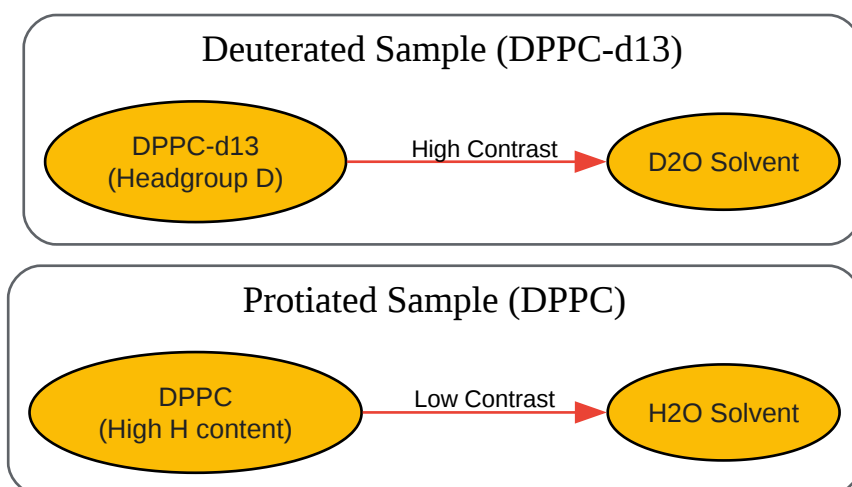 Deuterated Sample (DPPC-d13)
DPPC-d13
(Headgroup D)
High Contrast
D2O Solvent
Protiated Sample (DPPC)
DPPC
(High H content)
Low Contrast
H2O Solvent